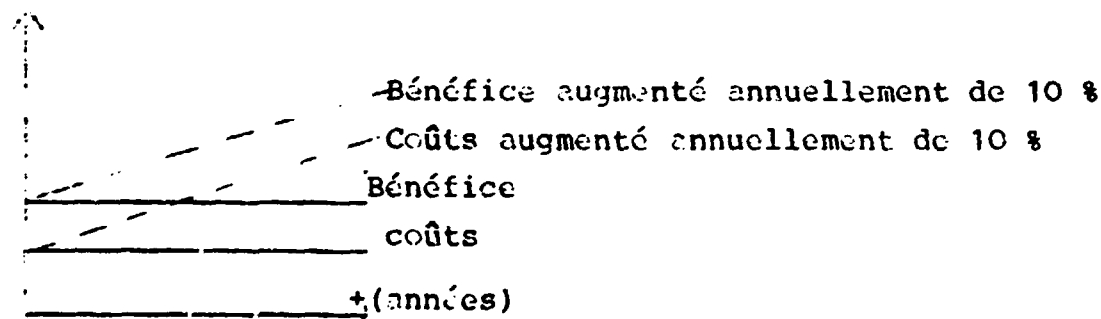 Bénéfice augmenté annuellement de 10 %
Coûts augmenté annuellement de 10 %
Bénéfice
coûts
+ (années)